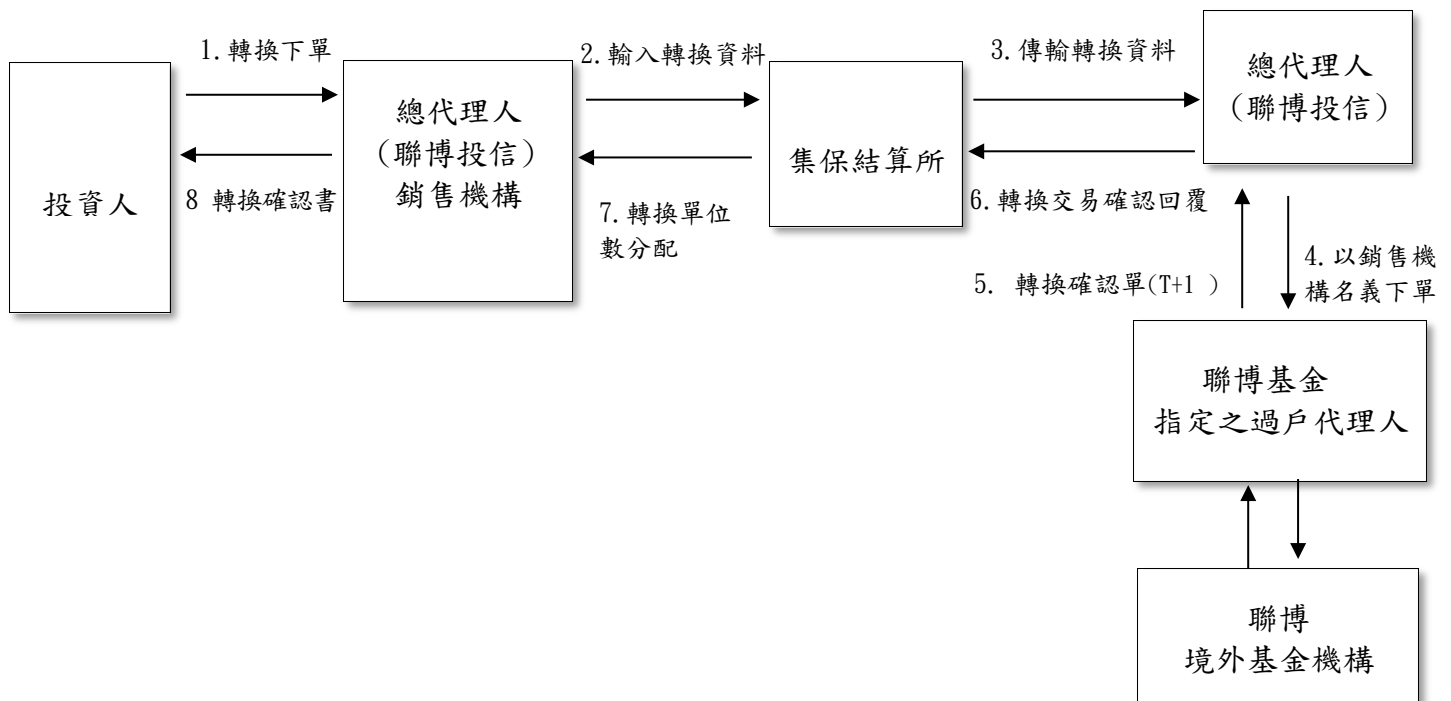 1.轉換下單
2.輸入轉換資料
3.傳輸轉換資料
總代理人
(聯博投信)
總代理人
(聯博投信)
銷售機構
集保結算所
投資人
8 轉換確認書
7.轉換單位
數分配
6.轉換交易確認回覆
4.以銷售機
構名義下單
5. 轉換確認單(T+1 )
聯博基金
指定之過戶代理人
聯博
境外基金機構